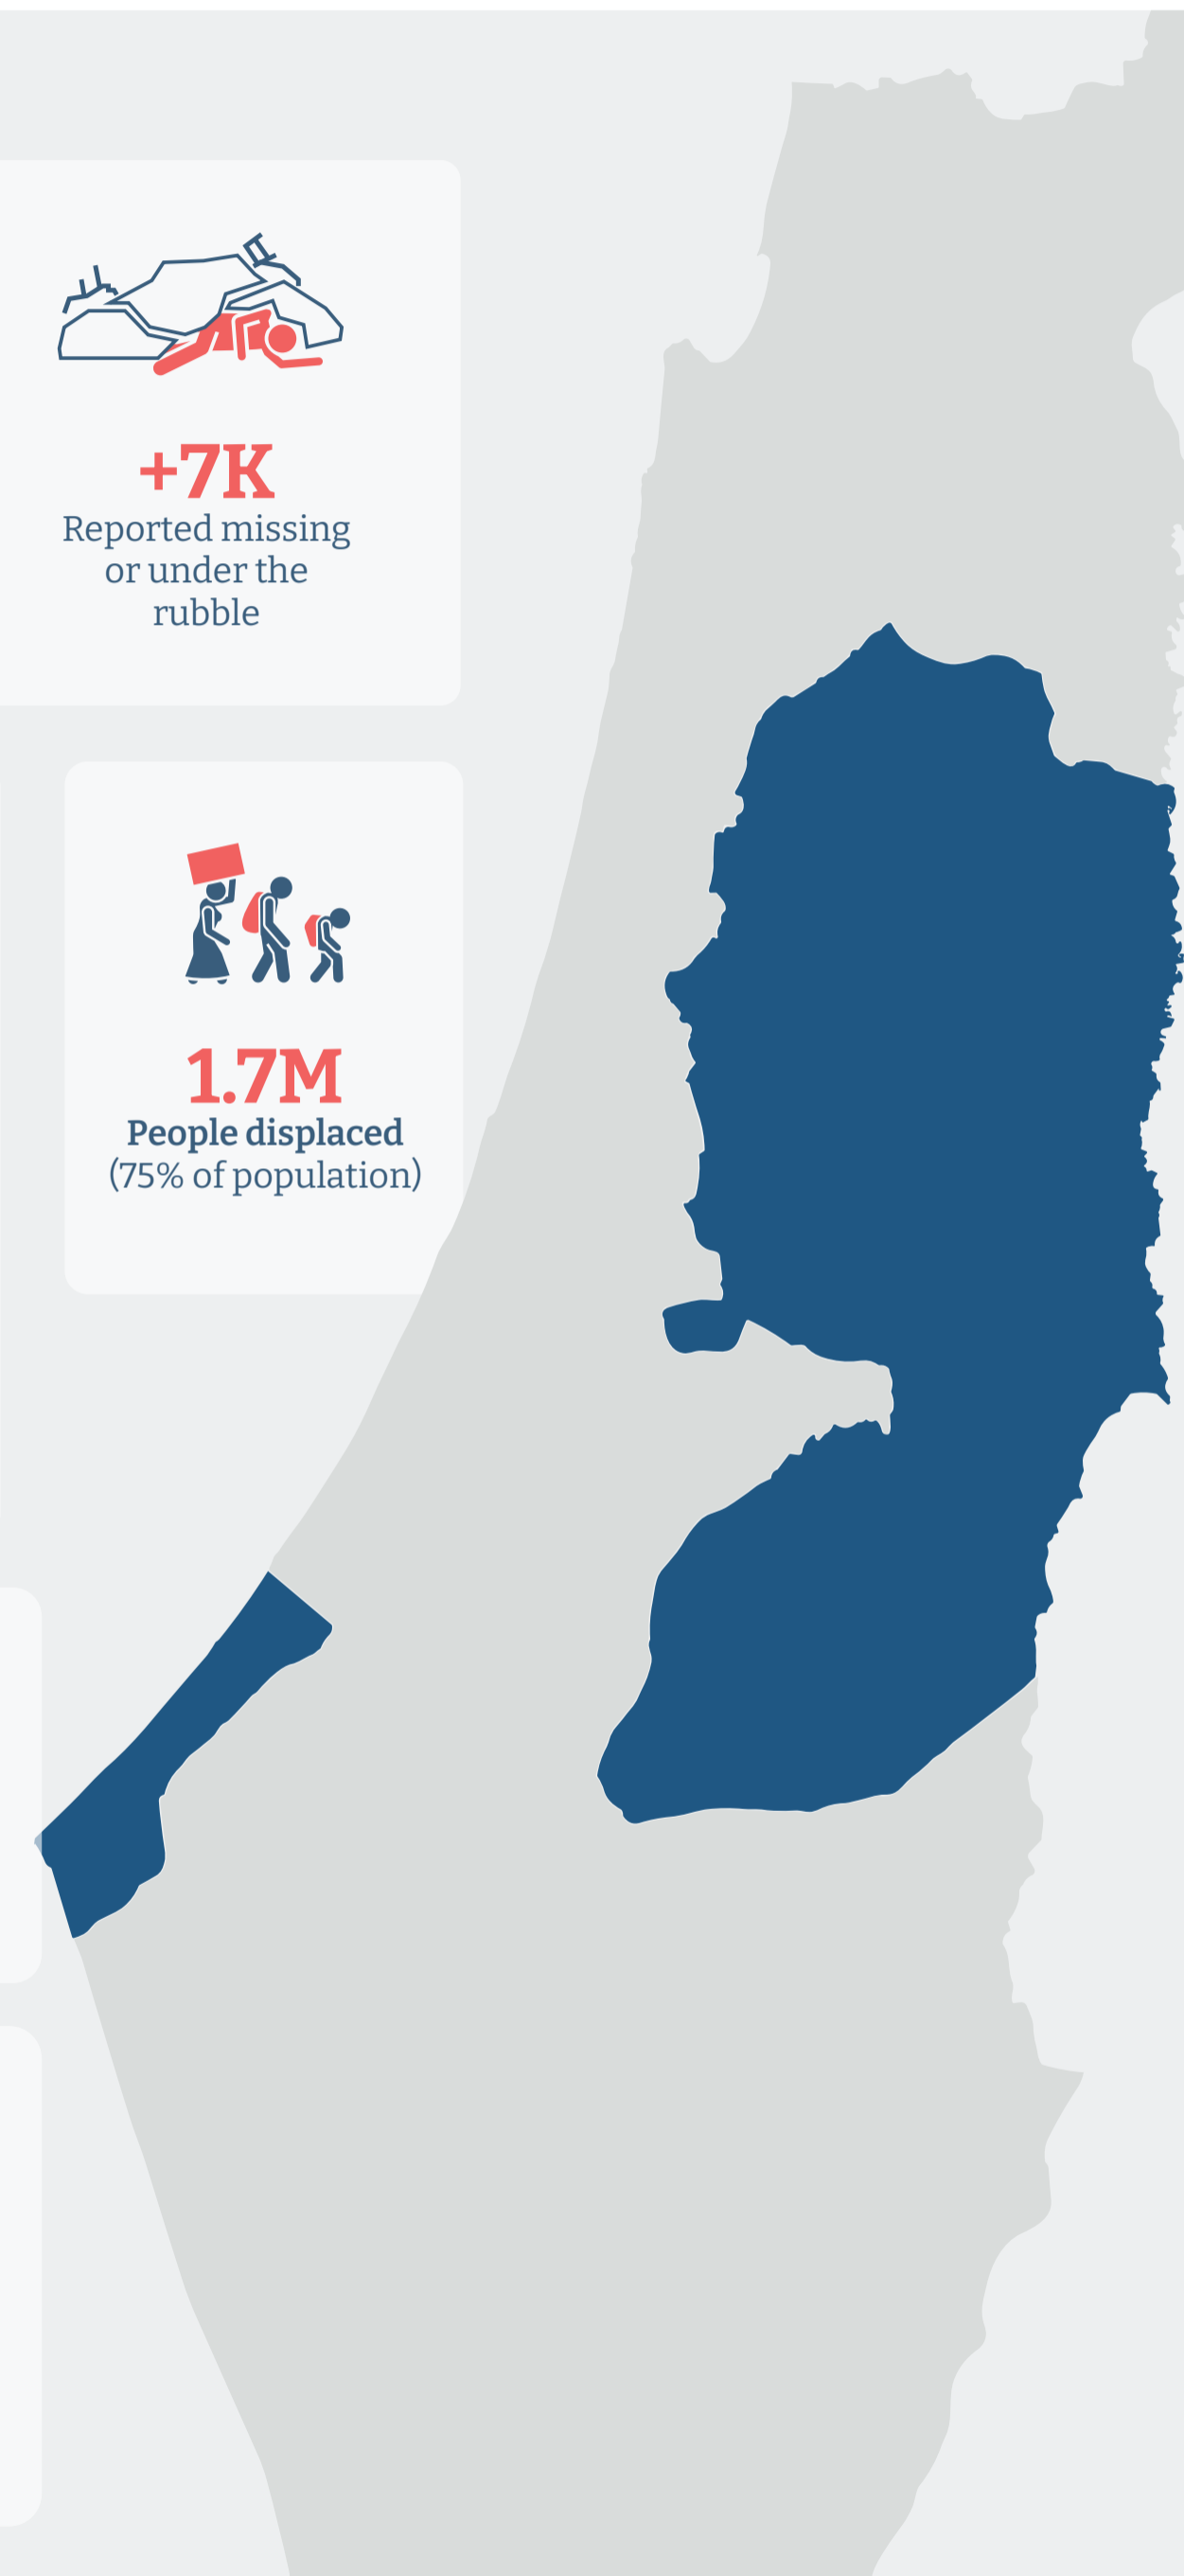 +7K
Reported missing
or under the
rubble
1.7M
People displaced
(75% of population)